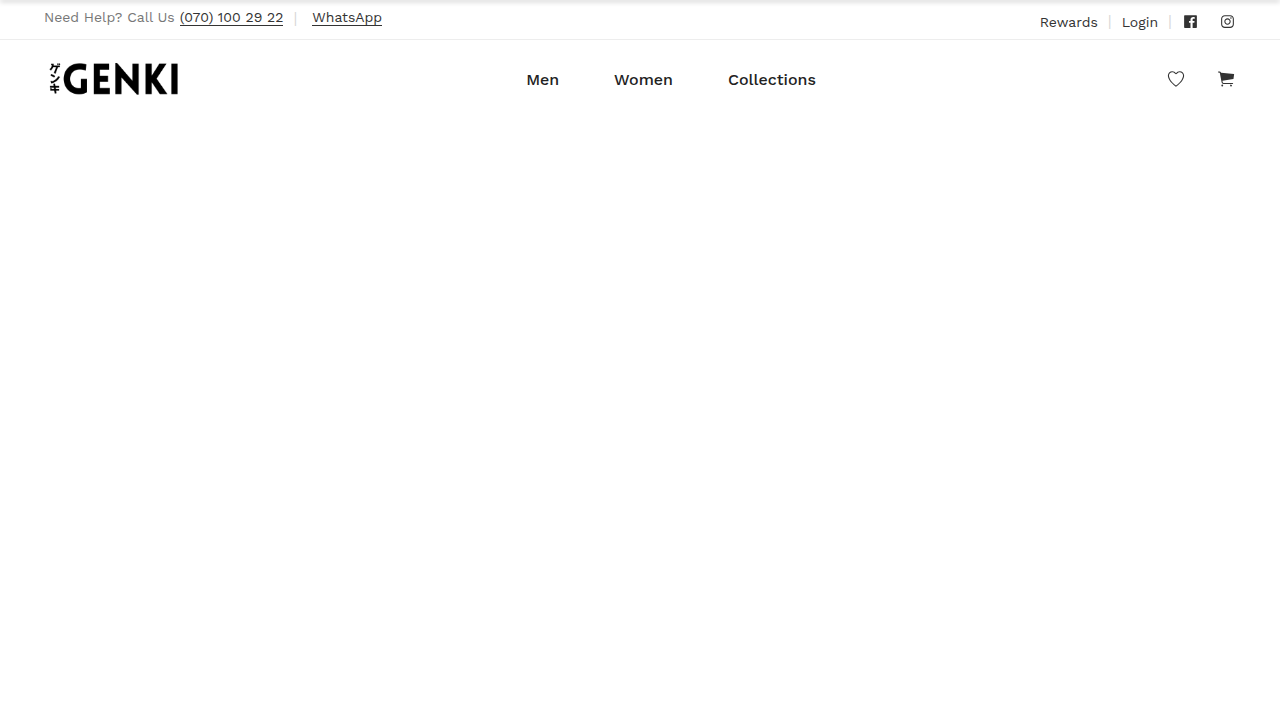 Need Help? Call Us (070) 100 29 22 | WhatsApp
Rewards | Login |
ゲンキ GENKI
Men Women Collections